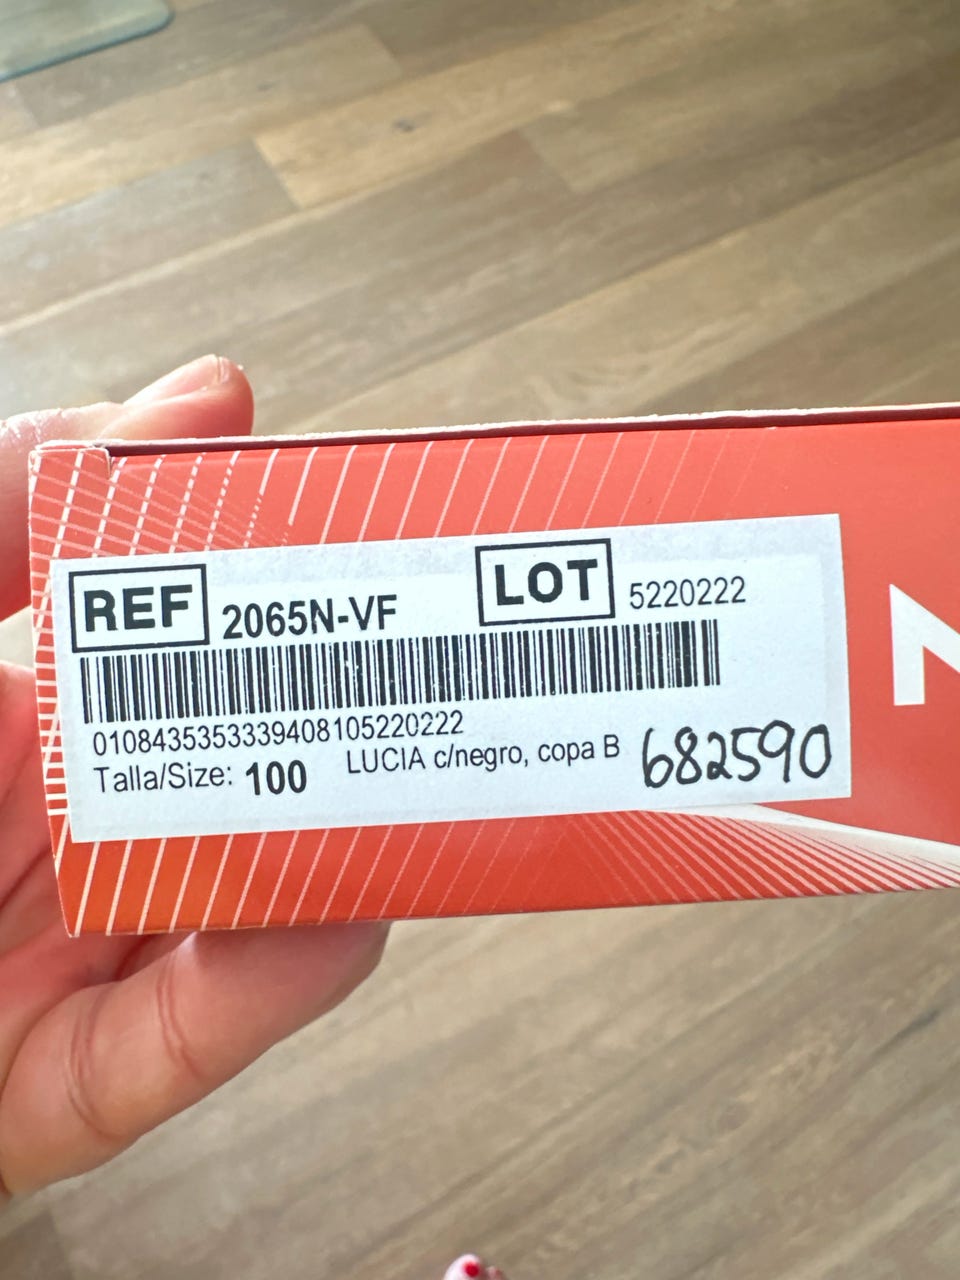 REF 2065N-VF LOT 5220222
0108435353339408105220222
Talla/Size: 100 LUCIA c/negro, copa B 682590